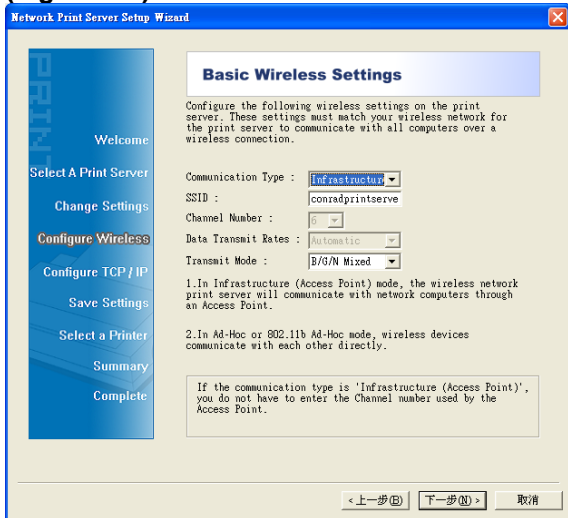 Network Print Server Setup Wizard
PRINT
Welcome
Select A Print Server
Change Settings
Configure Wireless
Configure TCP / IP
Save Settings
Select a Printer
Summary
Complete
Basic Wireless Settings
Configure the following wireless settings on the print
server. These settings must match your wireless network for
the print server to communicate with all computers over a
wireless connection.
Communication Type : Infrastructur
SSID : conradprintserve
Channel Number : 6
Data Transmit Rates : Automatic
Transmit Mode : B/G/N Mixed
1.In Infrastructure (Access Point) mode, the wireless network
print server will communicate with network computers through
an Access Point.
2.In Ad-Hoc or 802.11b Ad-Hoc mode, wireless devices
communicate with each other directly.
If the communication type is 'Infrastructure (Access Point)',
you do not have to enter the Channel number used by the
Access Point.
<上一步(B) 下一步(N)> 取消